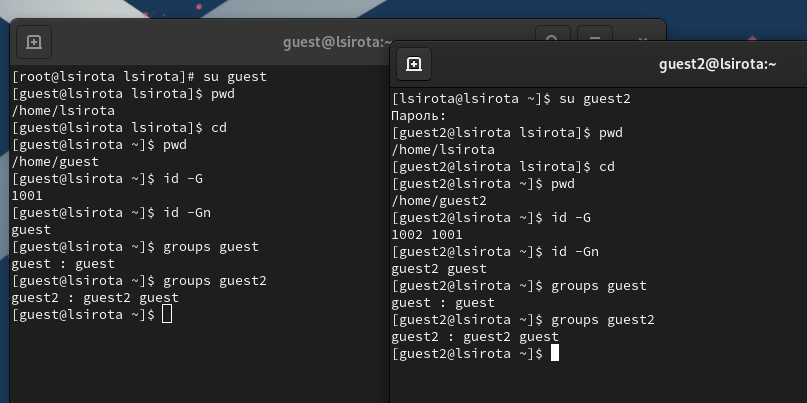 guest@lsirota:~
[root@lsirota lsirota]# su guest
[guest@lsirota lsirota]$ pwd
/home/lsirota
[guest@lsirota lsirota]$ cd
[guest@lsirota ~]$ pwd
/home/guest
[guest@lsirota ~]$ id -G
1001
[guest@lsirota ~]$ id -Gn
guest
[guest@lsirota ~]$ groups guest
guest : guest
[guest@lsirota ~]$ groups guest2
guest2 : guest2 guest
[guest@lsirota ~]$
guest2@lsirota:~
[lsirota@lsirota ~]$ su guest2
Пароль:
[guest2@lsirota lsirota]$ pwd
/home/lsirota
[guest2@lsirota lsirota]$ cd
[guest2@lsirota ~]$ pwd
/home/guest2
[guest2@lsirota ~]$ id -G
1002 1001
[guest2@lsirota ~]$ id -Gn
guest2 guest
[guest2@lsirota ~]$ groups guest
guest : guest
[guest2@lsirota ~]$ groups guest2
guest2 : guest2 guest
[guest2@lsirota ~]$